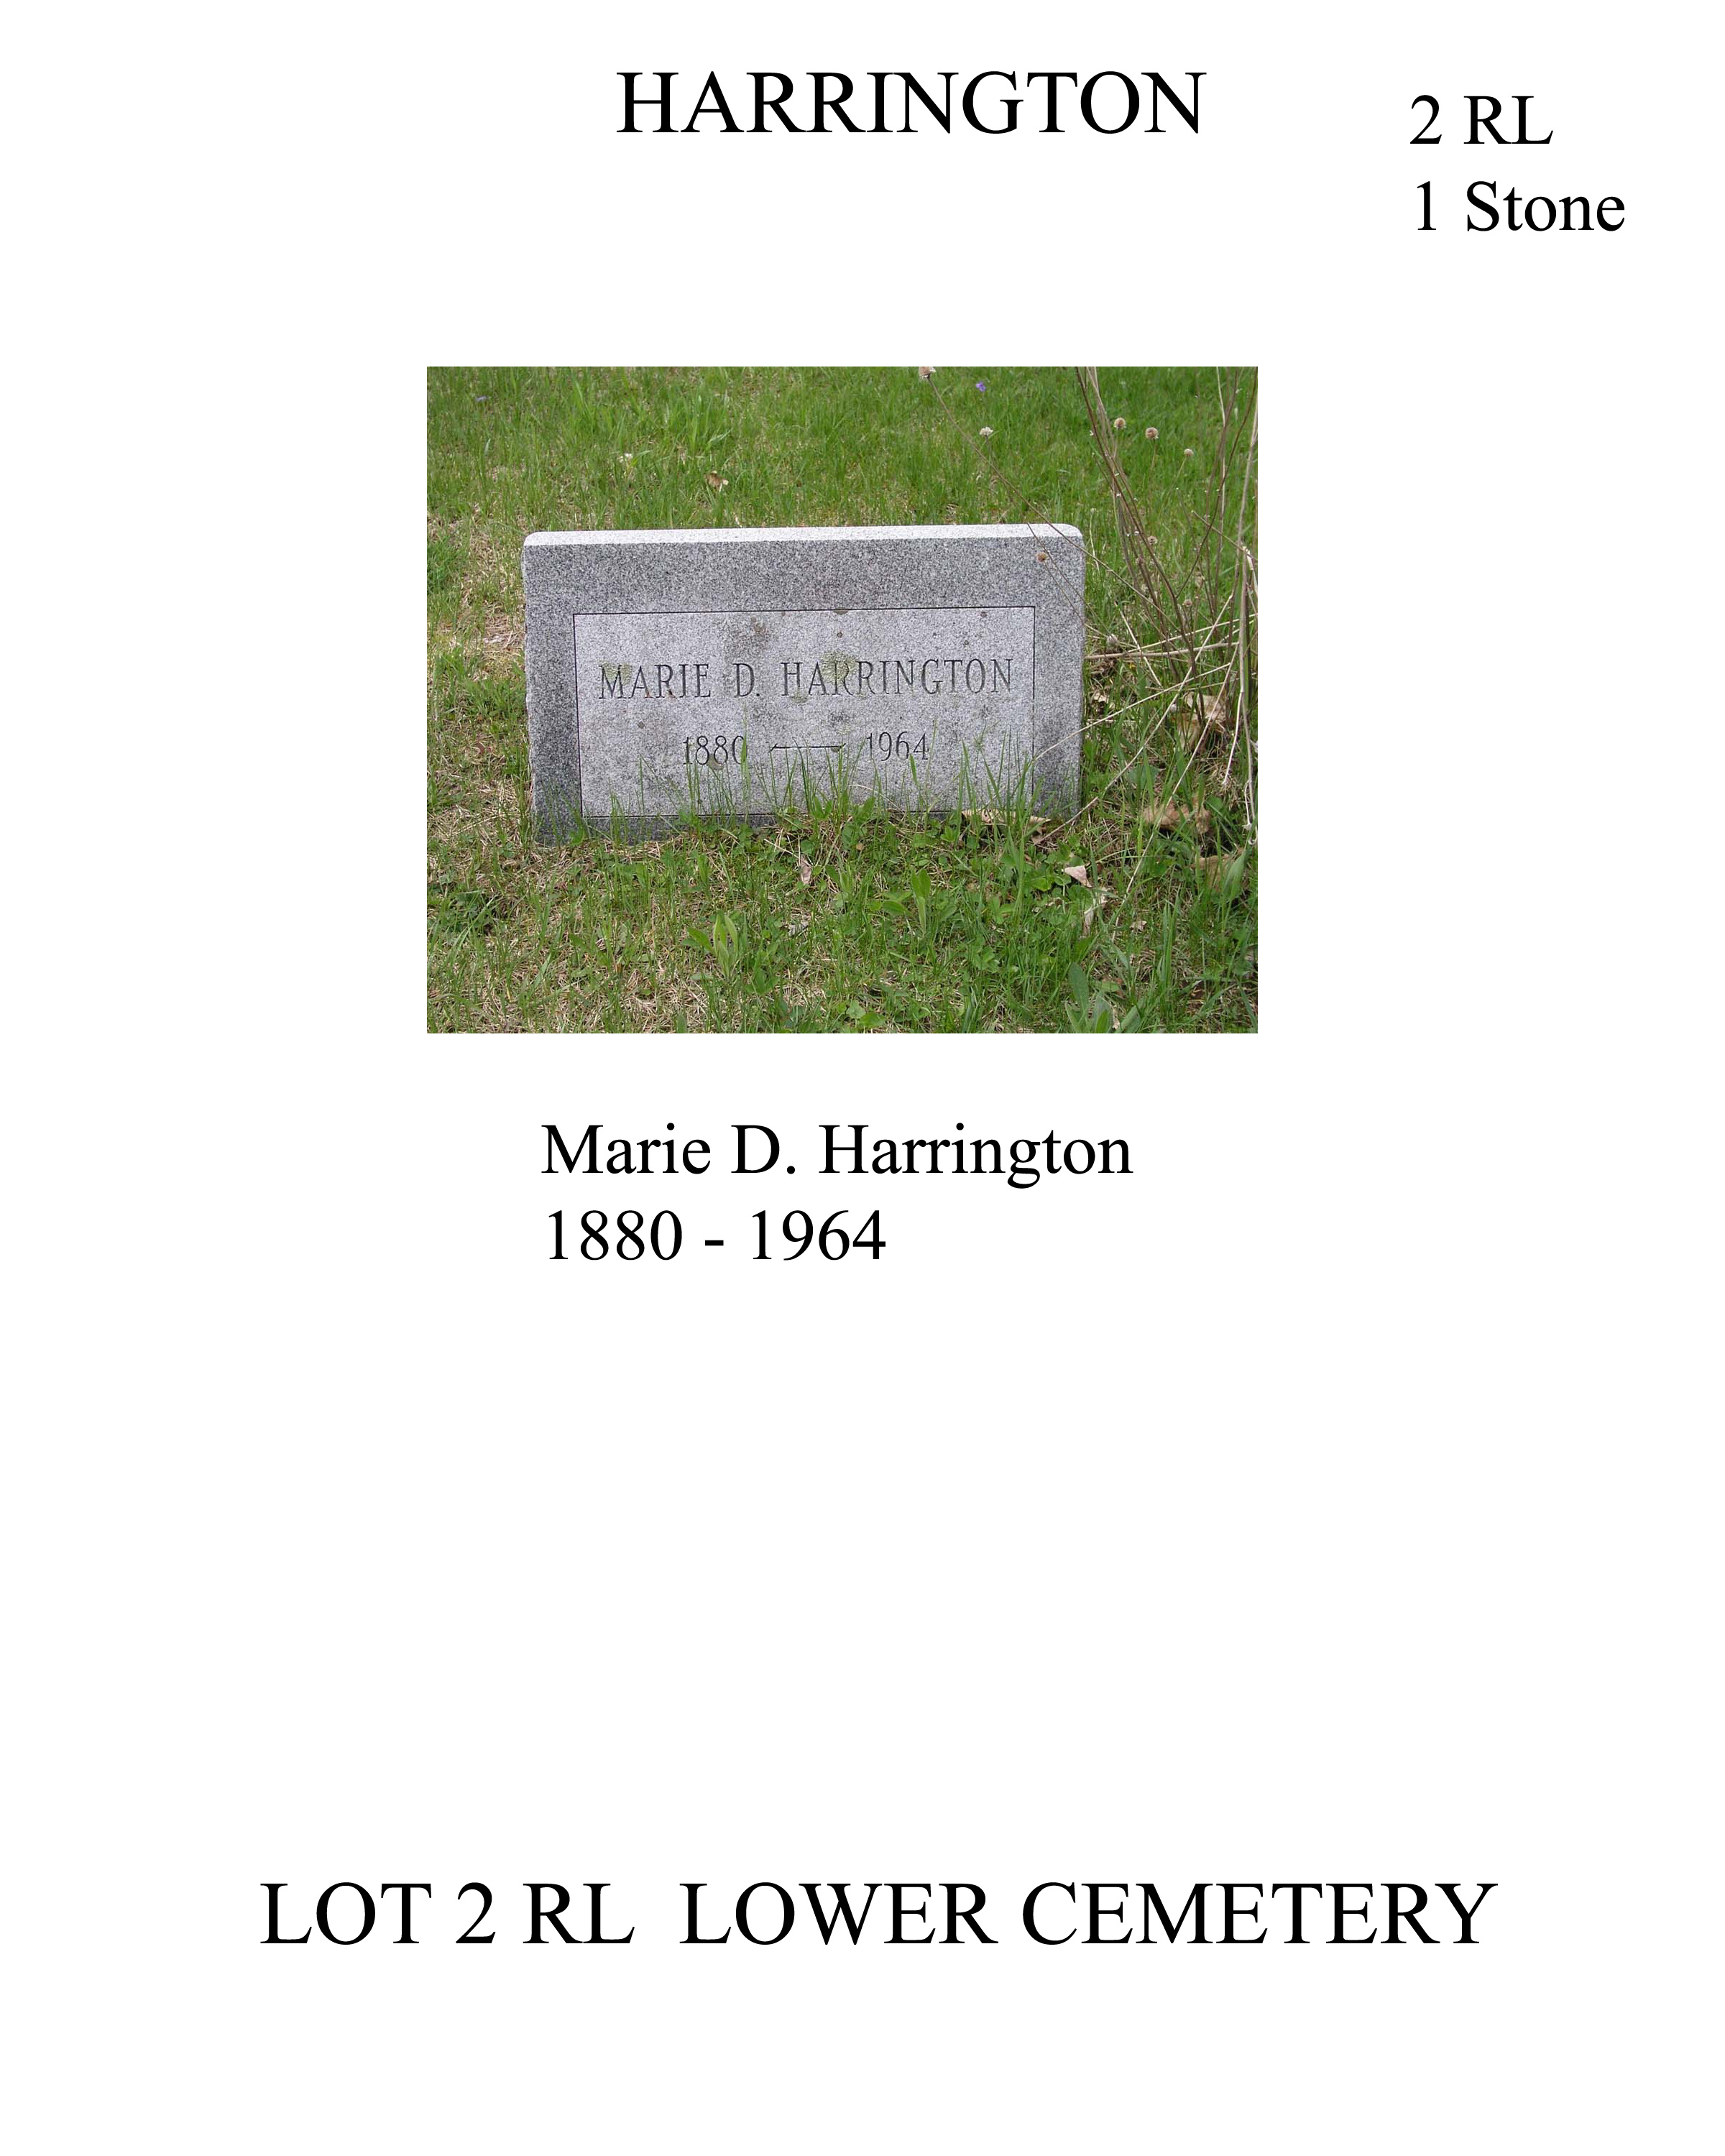 HARRINGTON
2 RL
1 Stone
MARIE D. HARRINGTON
1880 — 1964
Marie D. Harrington
1880 - 1964
LOT 2 RL LOWER CEMETERY